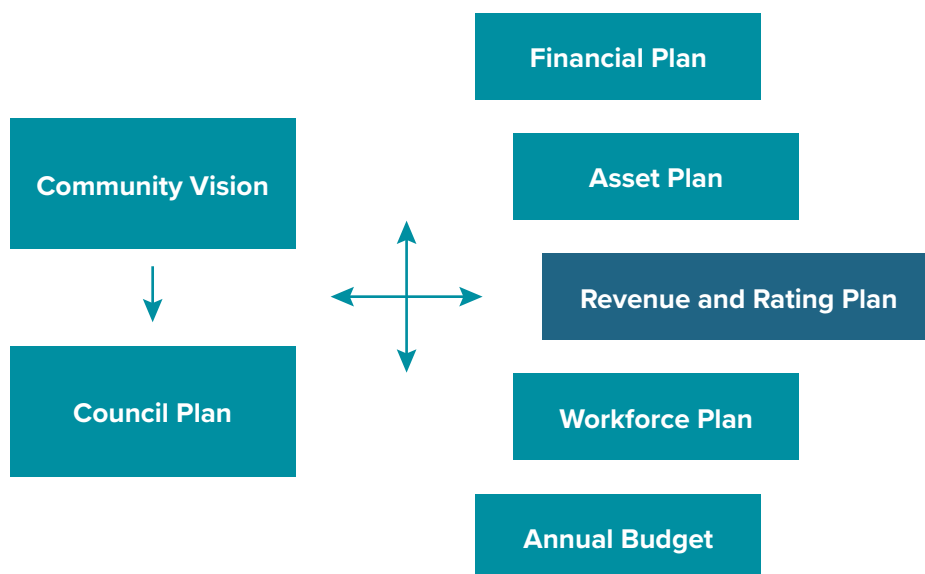 Financial Plan
Community Vision
Asset Plan
Revenue and Rating Plan
Council Plan
Workforce Plan
Annual Budget